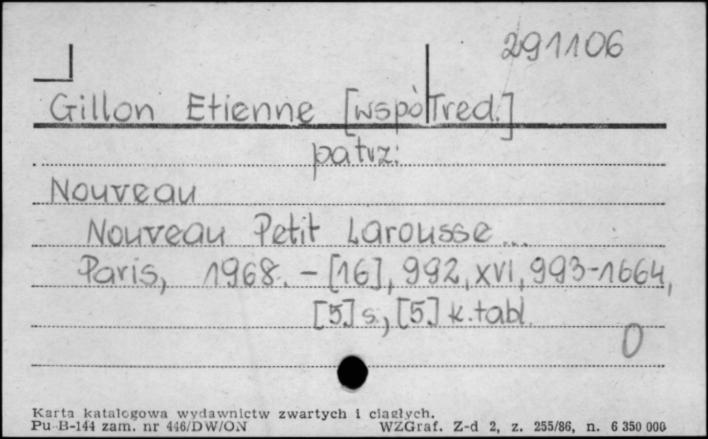 291106
Gillon Etienne [współred.]
patrz:
Nouveau
Nouveau Petit Larousse...
Paris, 1968. - [16], 992, XVI, 993-1664,
[5] s., [5] k. tabl.
0
Karta katalogowa wydawnictw zwartych i ciągłych.
Pu-B-144 zam. nr 446/DW/ON WZGraf. Z-d 2, z. 255/86, n. 6 350 000